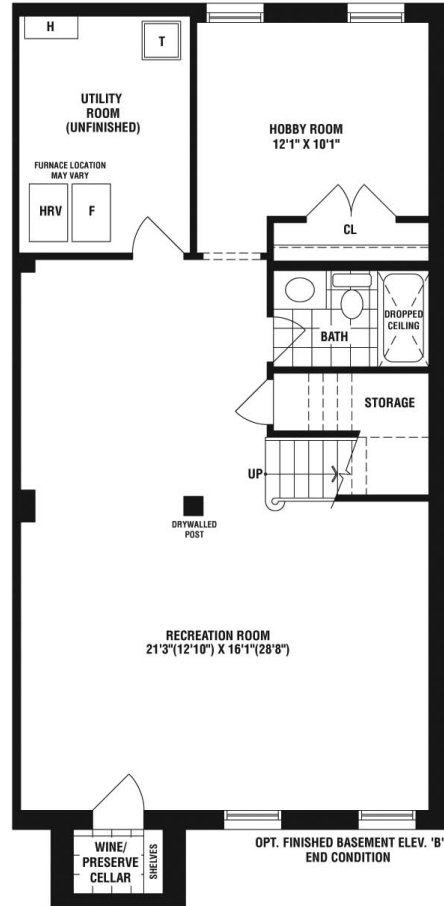 H
T
UTILITY
ROOM
(UNFINISHED)
HOBBY ROOM
12'1" X 10'1"
FURNACE LOCATION
MAY VARY
HRV
F
CL
BATH
DROPPED
CEILING
STORAGE
UP
DRYWALLED
POST
RECREATION ROOM
21'3"(12'10") X 16'1"(28'8")
WINE/
PRESERVE
CELLAR
SHELVES
OPT. FINISHED BASEMENT ELEV. 'B'
END CONDITION